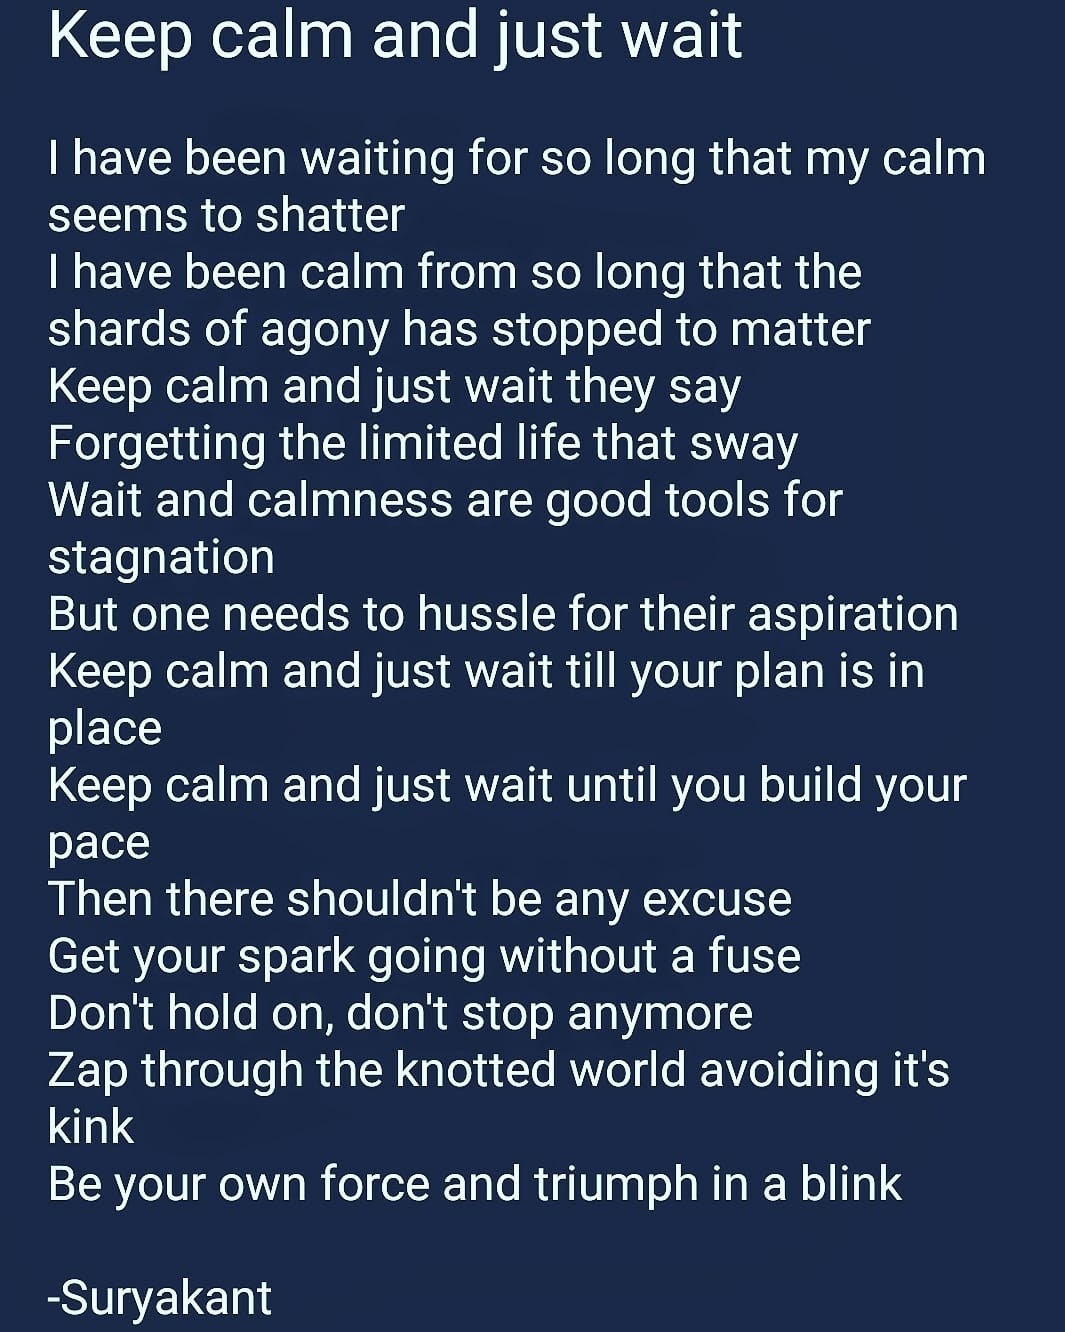 Keep calm and just wait
I have been waiting for so long that my calm
seems to shatter
I have been calm from so long that the
shards of agony has stopped to matter
Keep calm and just wait they say
Forgetting the limited life that sway
Wait and calmness are good tools for
stagnation
But one needs to hussle for their aspiration
Keep calm and just wait till your plan is in
place
Keep calm and just wait until you build your
pace
Then there shouldn't be any excuse
Get your spark going without a fuse
Don't hold on, don't stop anymore
Zap through the knotted world avoiding it's
kink
Be your own force and triumph in a blink
-Suryakant